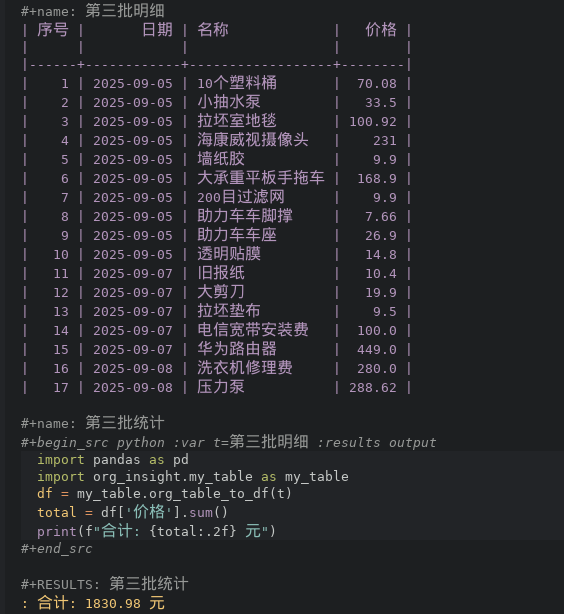 #+name: 第三批明细
| 序号 |       日期 | 名称             |   价格 |
|      |            |                  |        |
|------+------------+------------------+--------|
|    1 | 2025-09-05 | 10个塑料桶       |  70.08 |
|    2 | 2025-09-05 | 小抽水泵         |   33.5 |
|    3 | 2025-09-05 | 拉坯室地毯       | 100.92 |
|    4 | 2025-09-05 | 海康威视摄像头   |    231 |
|    5 | 2025-09-05 | 墙纸胶           |    9.9 |
|    6 | 2025-09-05 | 大承重平板手拖车 |  168.9 |
|    7 | 2025-09-05 | 200目过滤网      |    9.9 |
|    8 | 2025-09-05 | 助力车车脚撑     |   7.66 |
|    9 | 2025-09-05 | 助力车车座       |   26.9 |
|   10 | 2025-09-05 | 透明贴膜         |   14.8 |
|   11 | 2025-09-07 | 旧报纸           |   10.4 |
|   12 | 2025-09-07 | 大剪刀           |   19.9 |
|   13 | 2025-09-07 | 拉坯垫布         |    9.5 |
|   14 | 2025-09-07 | 电信宽带安装费   |  100.0 |
|   15 | 2025-09-07 | 华为路由器       |  449.0 |
|   16 | 2025-09-08 | 洗衣机修理费     |  280.0 |
|   17 | 2025-09-08 | 压力泵           | 288.62 |
#+name: 第三批统计
#+begin_src python :var t=第三批明细 :results output
  import pandas as pd
  import org_insight.my_table as my_table
  df = my_table.org_table_to_df(t)
  total = df['价格'].sum()
  print(f"合计: {total:.2f} 元")
#+end_src
#+RESULTS: 第三批统计
: 合计: 1830.98 元